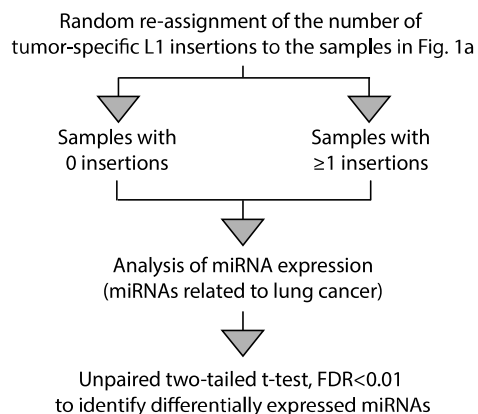 Random re-assignment of the number of
tumor-specific L1 insertions to the samples in Fig. 1a
Samples with
0 insertions
Samples with
≥1 insertions
Analysis of miRNA expression
(miRNAs related to lung cancer)
Unpaired two-tailed t-test, FDR<0.01
to identify differentially expressed miRNAs